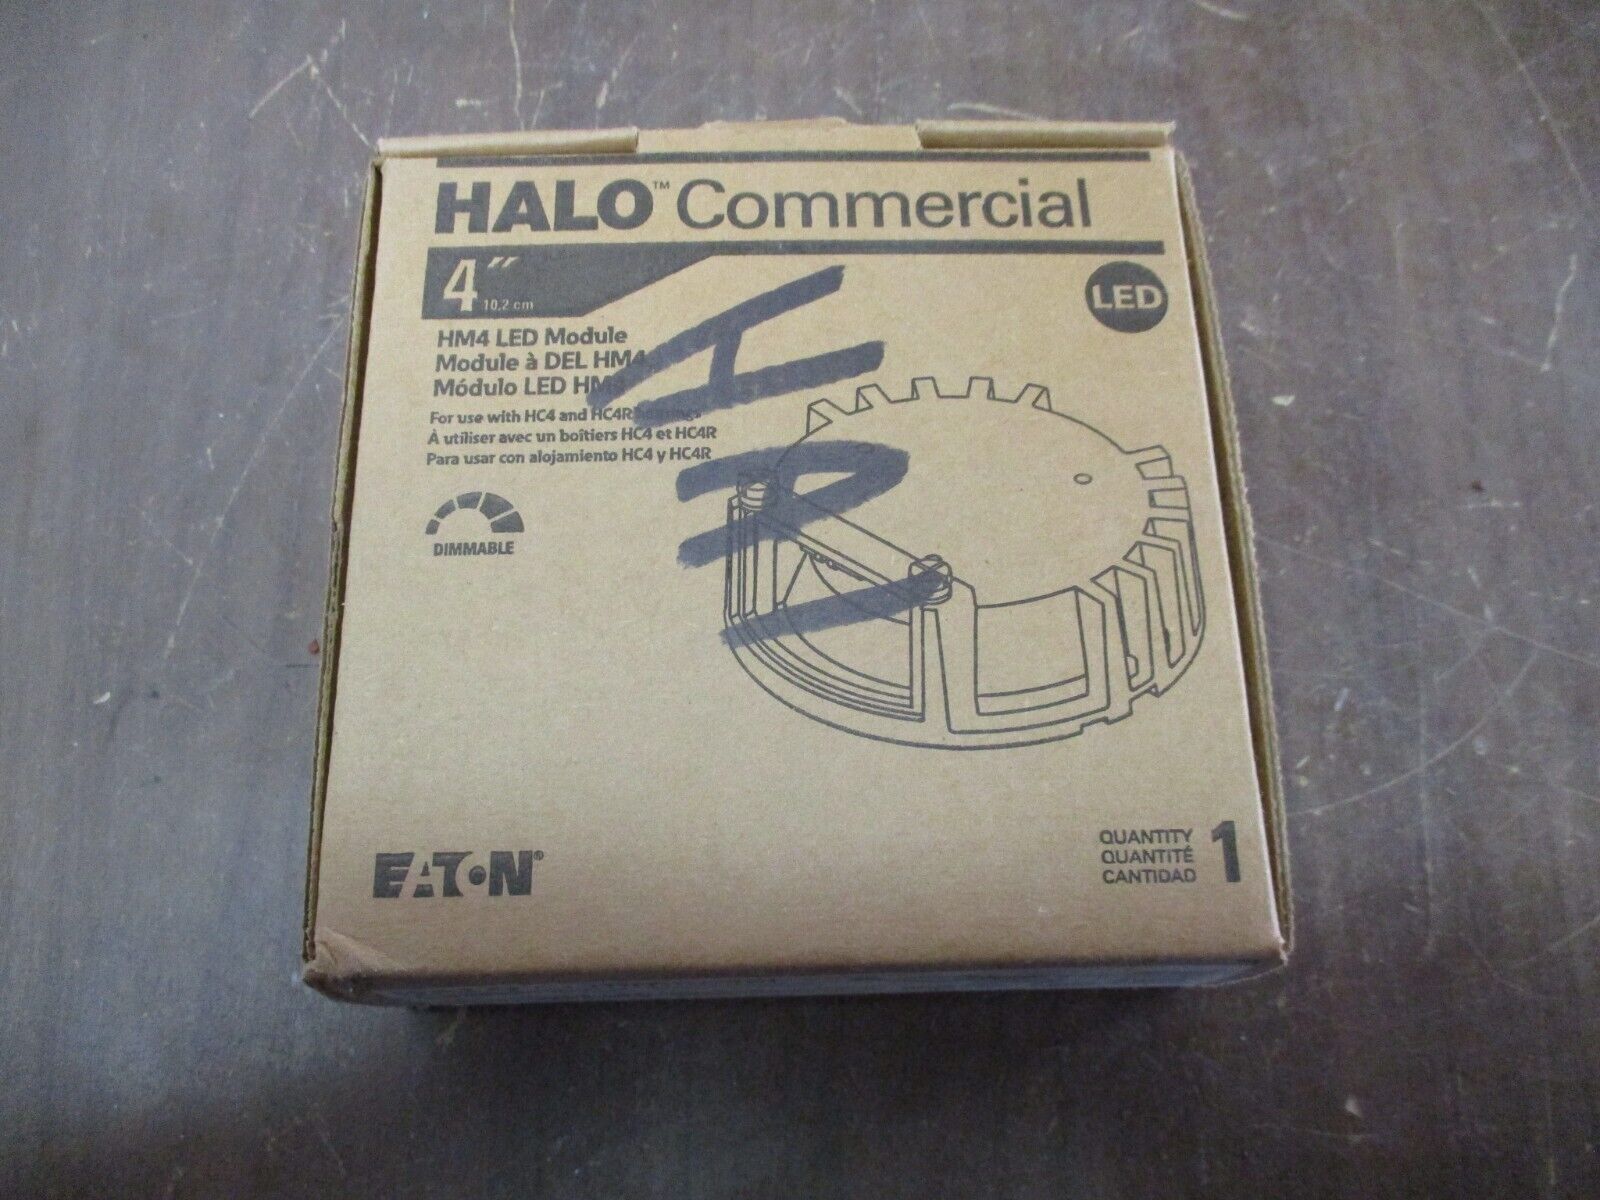 HALO™ Commercial
4″
10.2 cm
LED
HM4 LED Module
Module à DEL HM4
Módulo LED HM4
For use with HC4 and HC4R
À utiliser avec un boîtiers HC4 et HC4R
Para usar con alojamiento HC4 y HC4R
DIMMABLE
EATON®
QUANTITY
QUANTITÉ
CANTIDAD
1